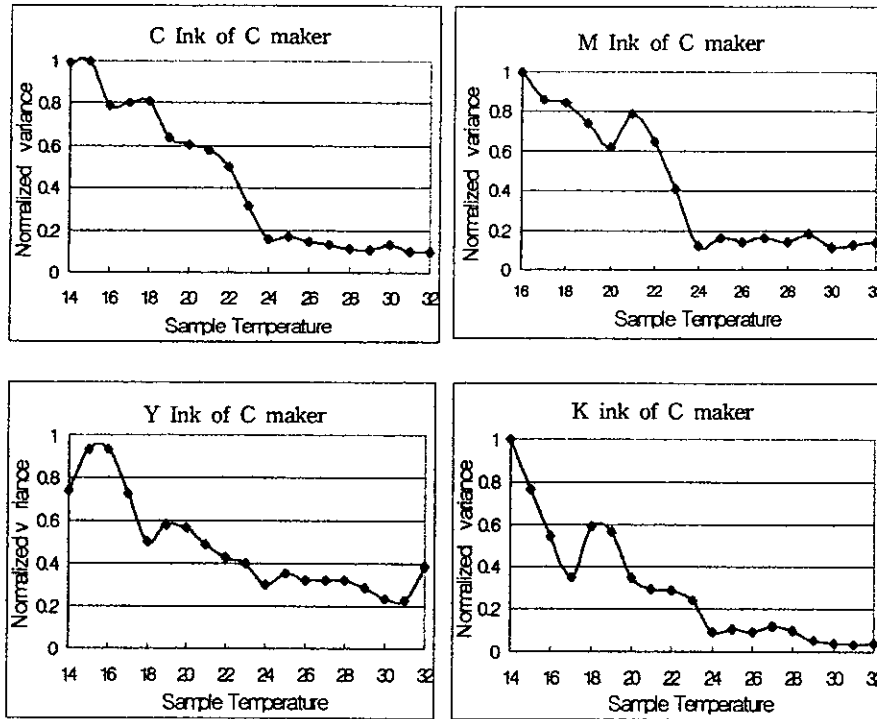 C Ink of C maker
Normalized variance
1
0.8
0.6
0.4
0.2
0
14 16 18 20 22 24 26 28 30 32
Sample Temperature
M Ink of C maker
Normalized variance
1
0.8
0.6
0.4
0.2
0
16 18 20 22 24 26 28 30 32
Sample Temperature
Y Ink of C maker
Normalized v riance
1
0.8
0.6
0.4
0.2
0
14 16 18 20 22 24 26 28 30 32
Sample Temperature
K ink of C maker
Normalized variance
1
0.8
0.6
0.4
0.2
0
14 16 18 20 22 24 26 28 30 32
Sample Temperature